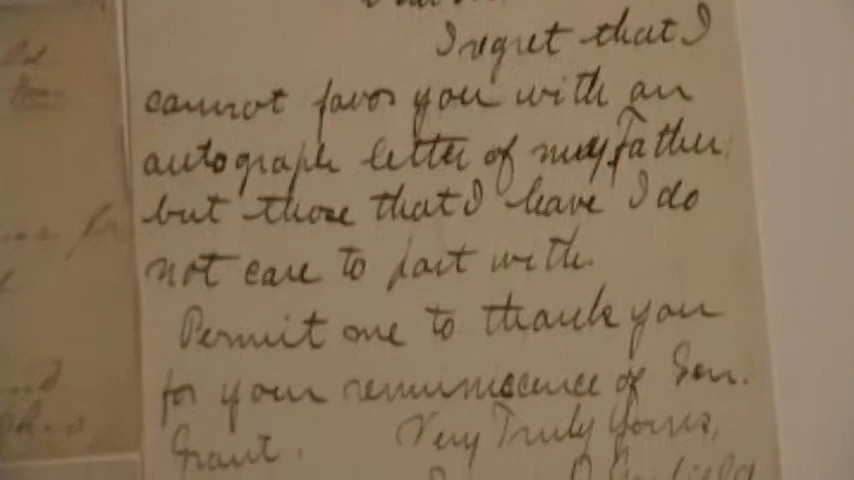 I regret that I
cannot favor you with an
autograph letter of my Father;
but those that I have I do
not care to part with.
Permit me to thank you
for your reminiscence of Gen.
Grant. Very Truly Yours,
Garfield